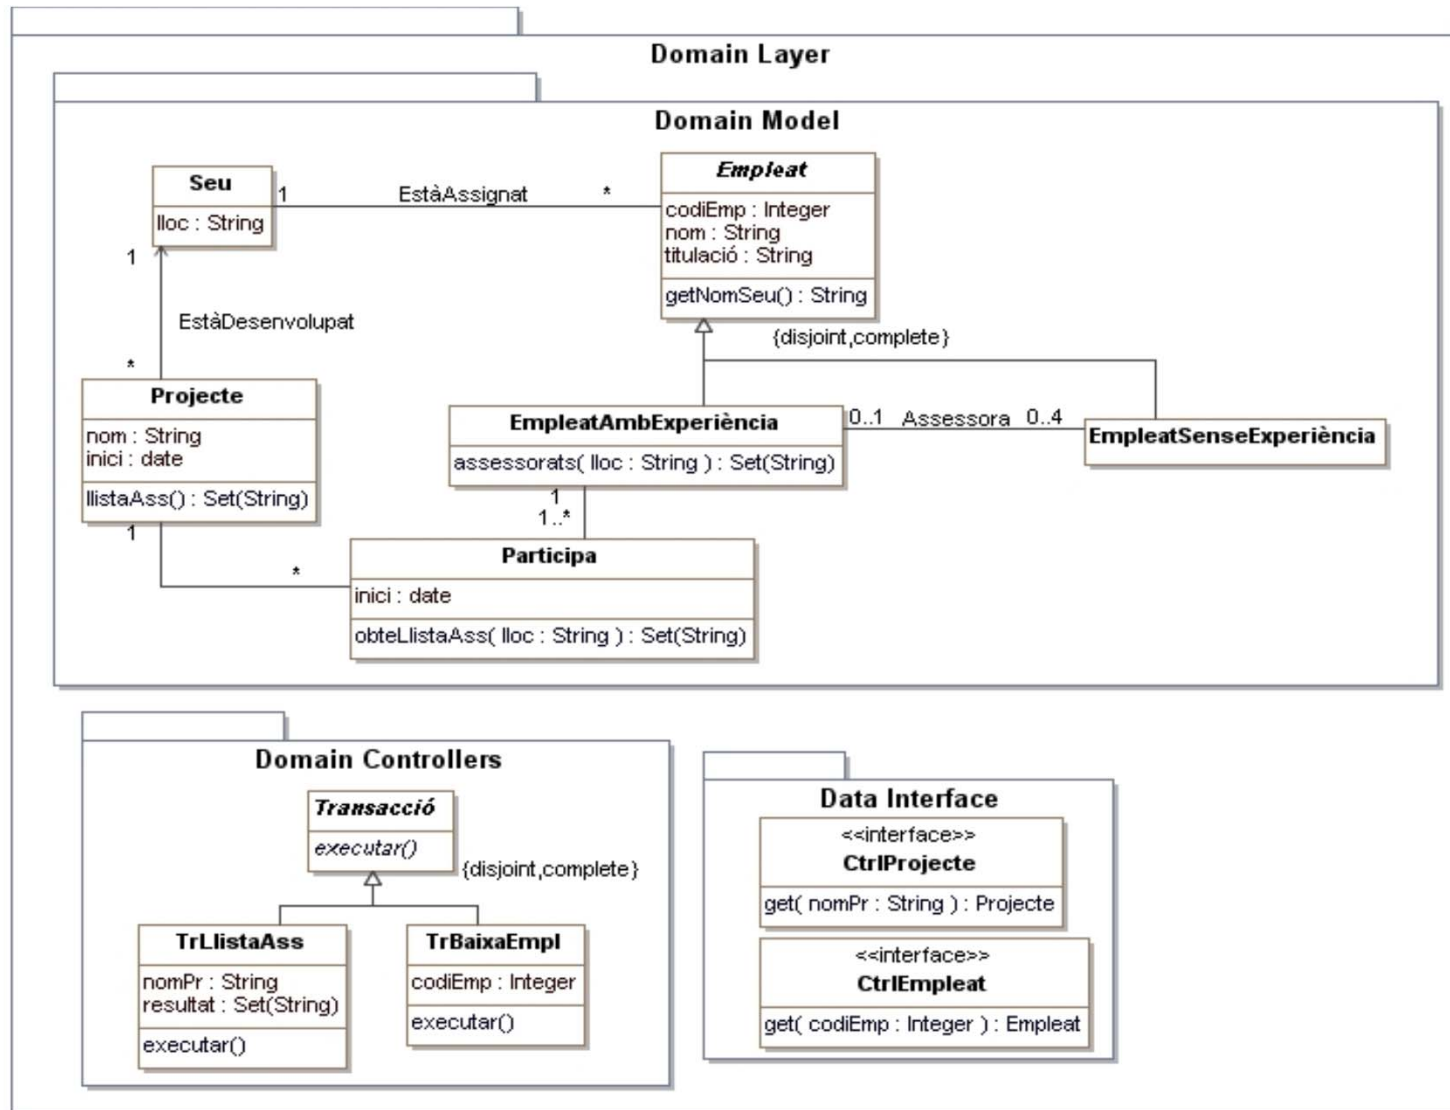 Domain Layer
Domain Model
Seu
lloc : String
1
EstàAssignat
*
Empleat
codiEmp : Integer
nom : String
titulació : String
getNomSeu() : String
1
EstàDesenvolupat
*
{disjoint,complete}
Projecte
nom : String
inici : date
llistaAss() : Set(String)
EmpleatAmbExperiència
assessorats( lloc : String ) : Set(String)
0..1
Assessora
0..4
EmpleatSenseExperiència
1
1..*
1
*
Participa
inici : date
obteLlistaAss( lloc : String ) : Set(String)
Domain Controllers
Transacció
executar()
{disjoint,complete}
TrLlistaAss
nomPr : String
resultat : Set(String)
executar()
TrBaixaEmpl
codiEmp : Integer
executar()
Data Interface
<<interface>>
CtrlProjecte
get( nomPr : String ) : Projecte
<<interface>>
CtrlEmpleat
get( codiEmp : Integer ) : Empleat